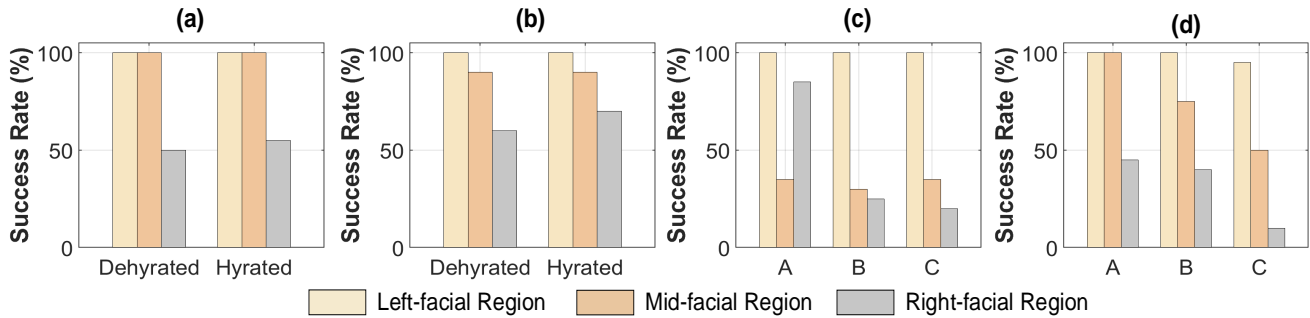 (a)
Success Rate (%)
100
50
0
Dehyrated Hyrated
(b)
Success Rate (%)
100
50
0
Dehyrated Hyrated
(c)
Success Rate (%)
100
50
0
A B C
(d)
Success Rate (%)
100
50
0
A B C
Left-facial Region Mid-facial Region Right-facial Region